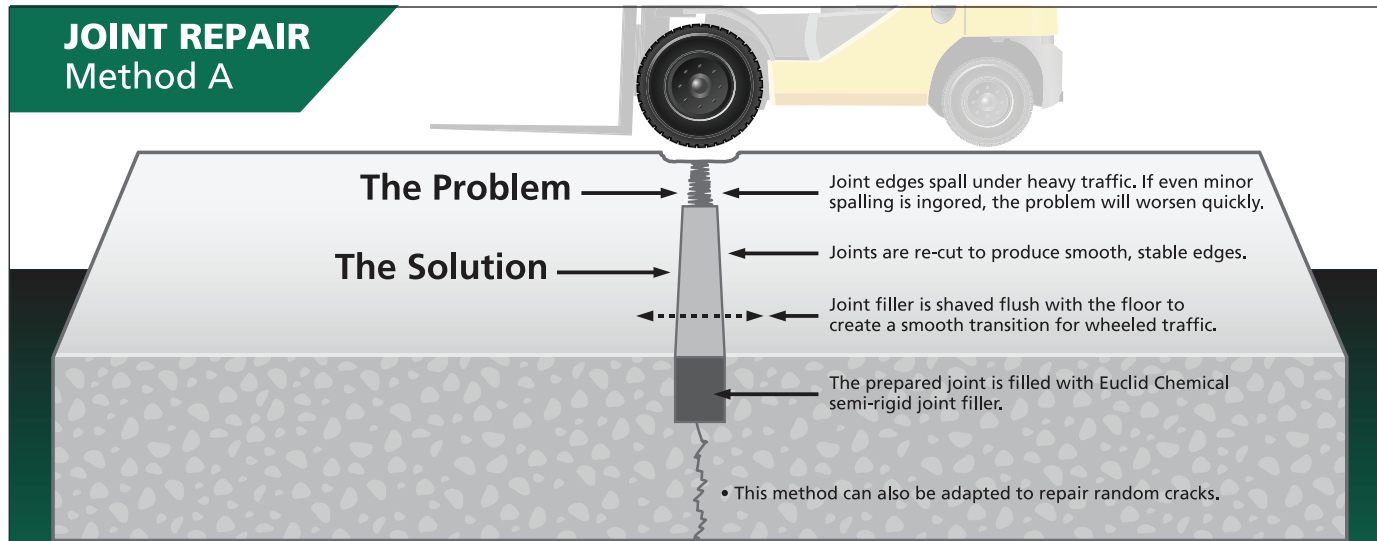 JOINT REPAIR
Method A
The Problem
Joint edges spall under heavy traffic. If even minor
spalling is ingored, the problem will worsen quickly.
The Solution
Joints are re-cut to produce smooth, stable edges.
Joint filler is shaved flush with the floor to
create a smooth transition for wheeled traffic.
The prepared joint is filled with Euclid Chemical
semi-rigid joint filler.
• This method can also be adapted to repair random cracks.